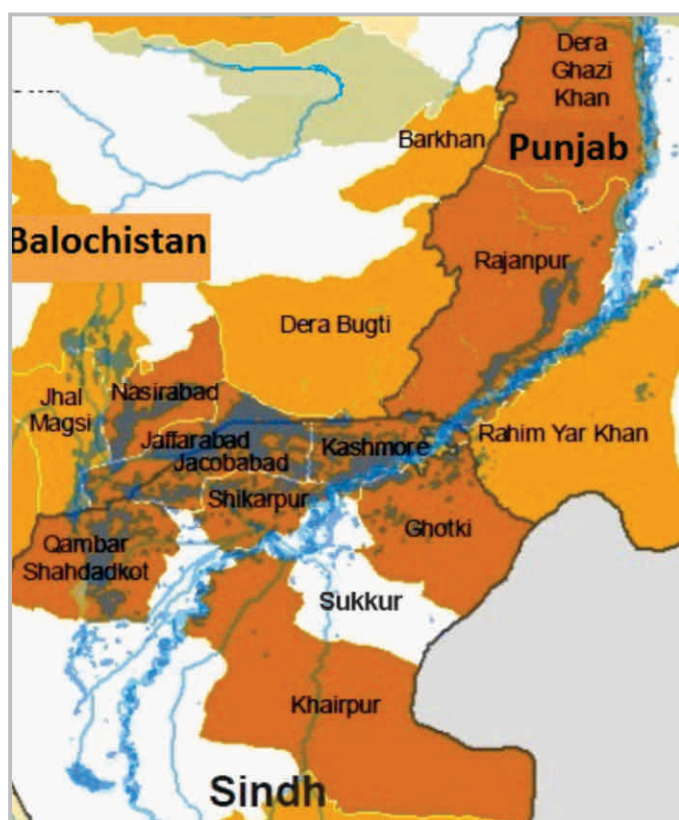 Dera
Ghazi
Khan
Barkhan
Punjab
Balochistan
Rajanpur
Dera Bugti
Nasirabad
Jhal
Magsi
Jaffarabad
Jacobabad
Kashmore
Rahim Yar Khan
Shikarpur
Ghotki
Qambar
Shahdadkot
Sukkur
Khairpur
Sindh